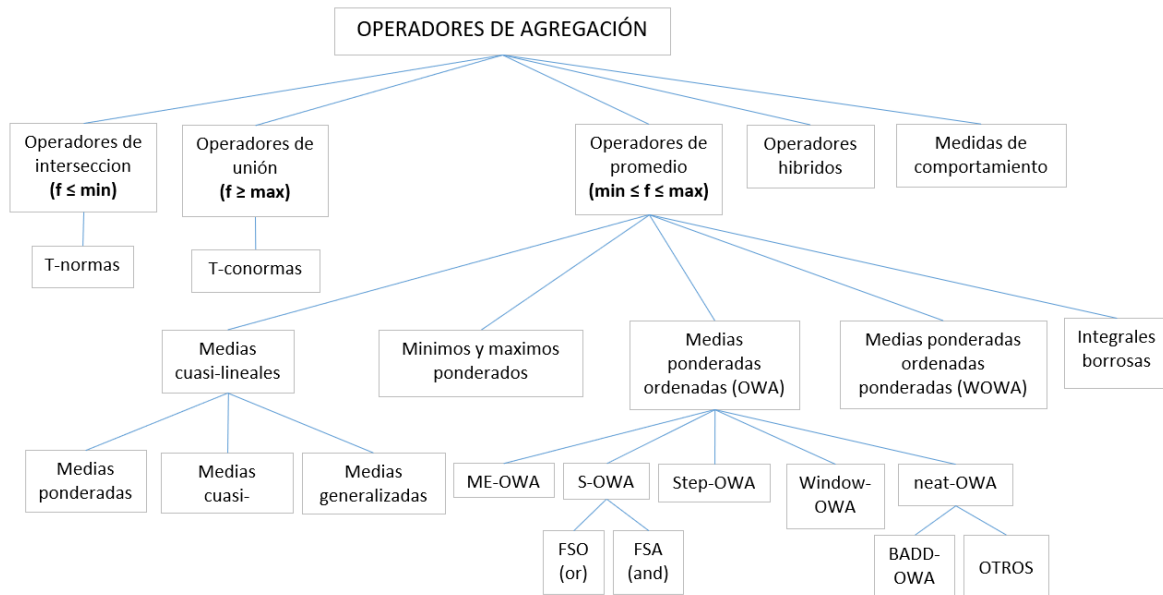 OPERADORES DE AGREGACIÓN
Operadores de
interseccion
(f ≤ min)
Operadores de
unión
(f ≥ max)
Operadores de
promedio
(min ≤ f ≤ max)
Operadores
hibridos
Medidas de
comportamiento
T-normas
T-conormas
Medias
cuasi-lineales
Minimos y maximos
ponderados
Medias
ponderadas
ordenadas (OWA)
Medias ponderadas
ordenadas
ponderadas (WOWA)
Integrales
borrosas
Medias
ponderadas
Medias
cuasi-
Medias
generalizadas
ME-OWA
S-OWA
Step-OWA
Window-
OWA
neat-OWA
FSO
(or)
FSA
(and)
BADD-
OWA
OTROS